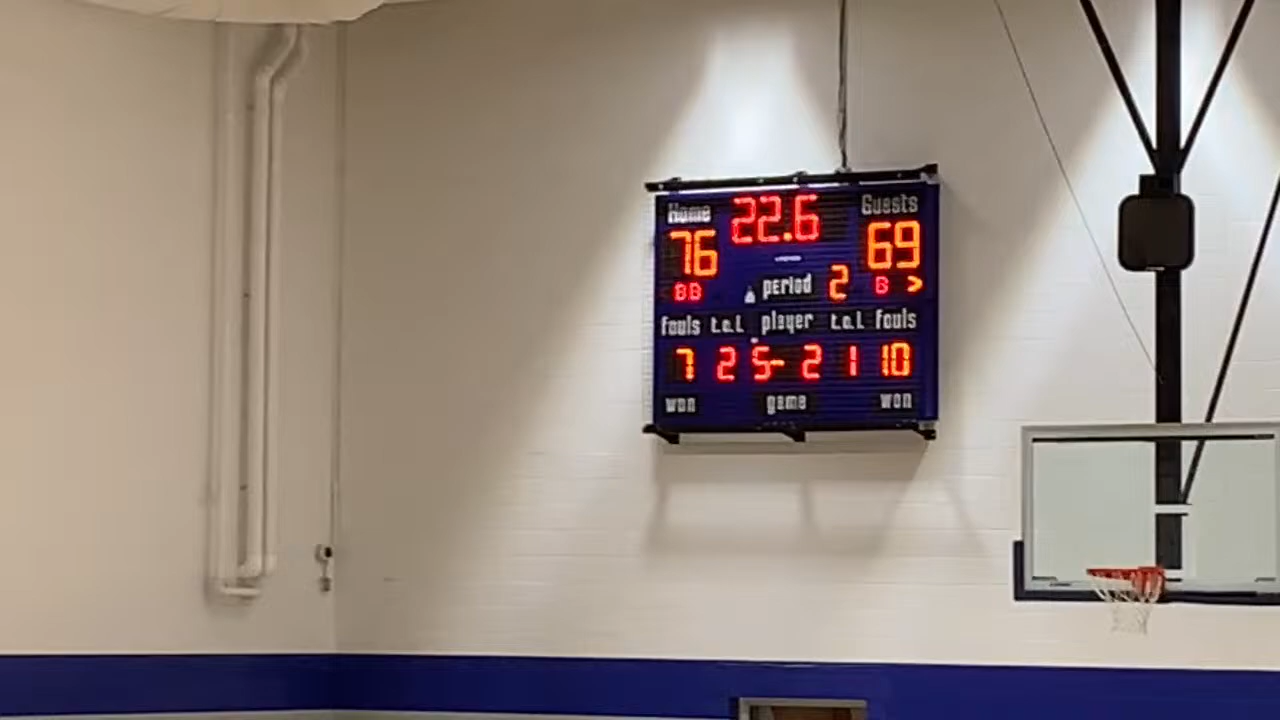 Home 22.6 Guests
76 69
BB period 2 B >
fouls t.o.l player t.o.l fouls
7 2 5- 2 1 10
won game won